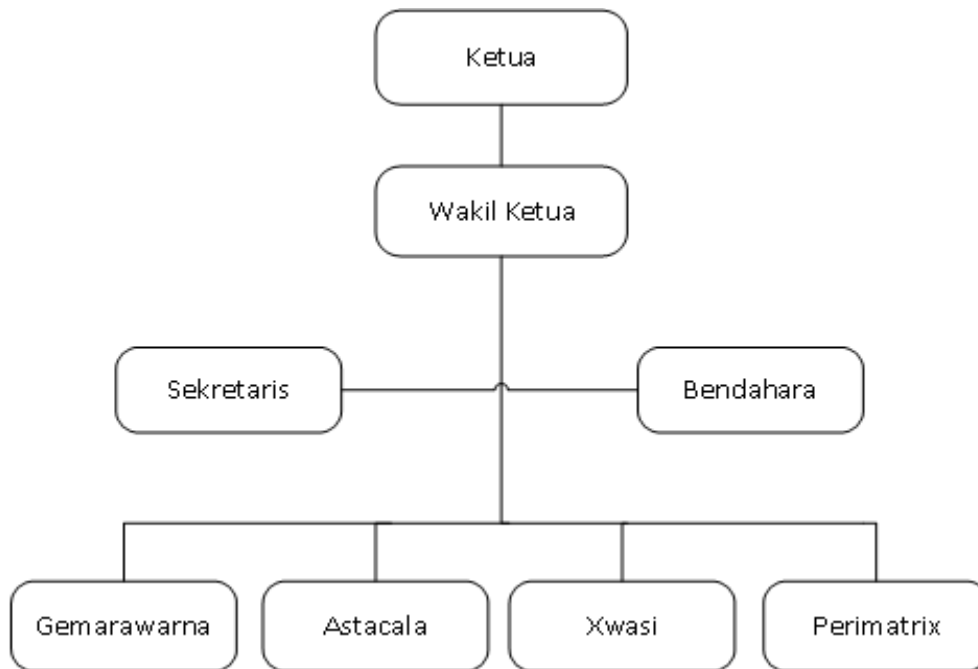 Ketua
Wakil Ketua
Sekretaris
Bendahara
Gemarawarna
Astacala
Xwasi
Perimatrix